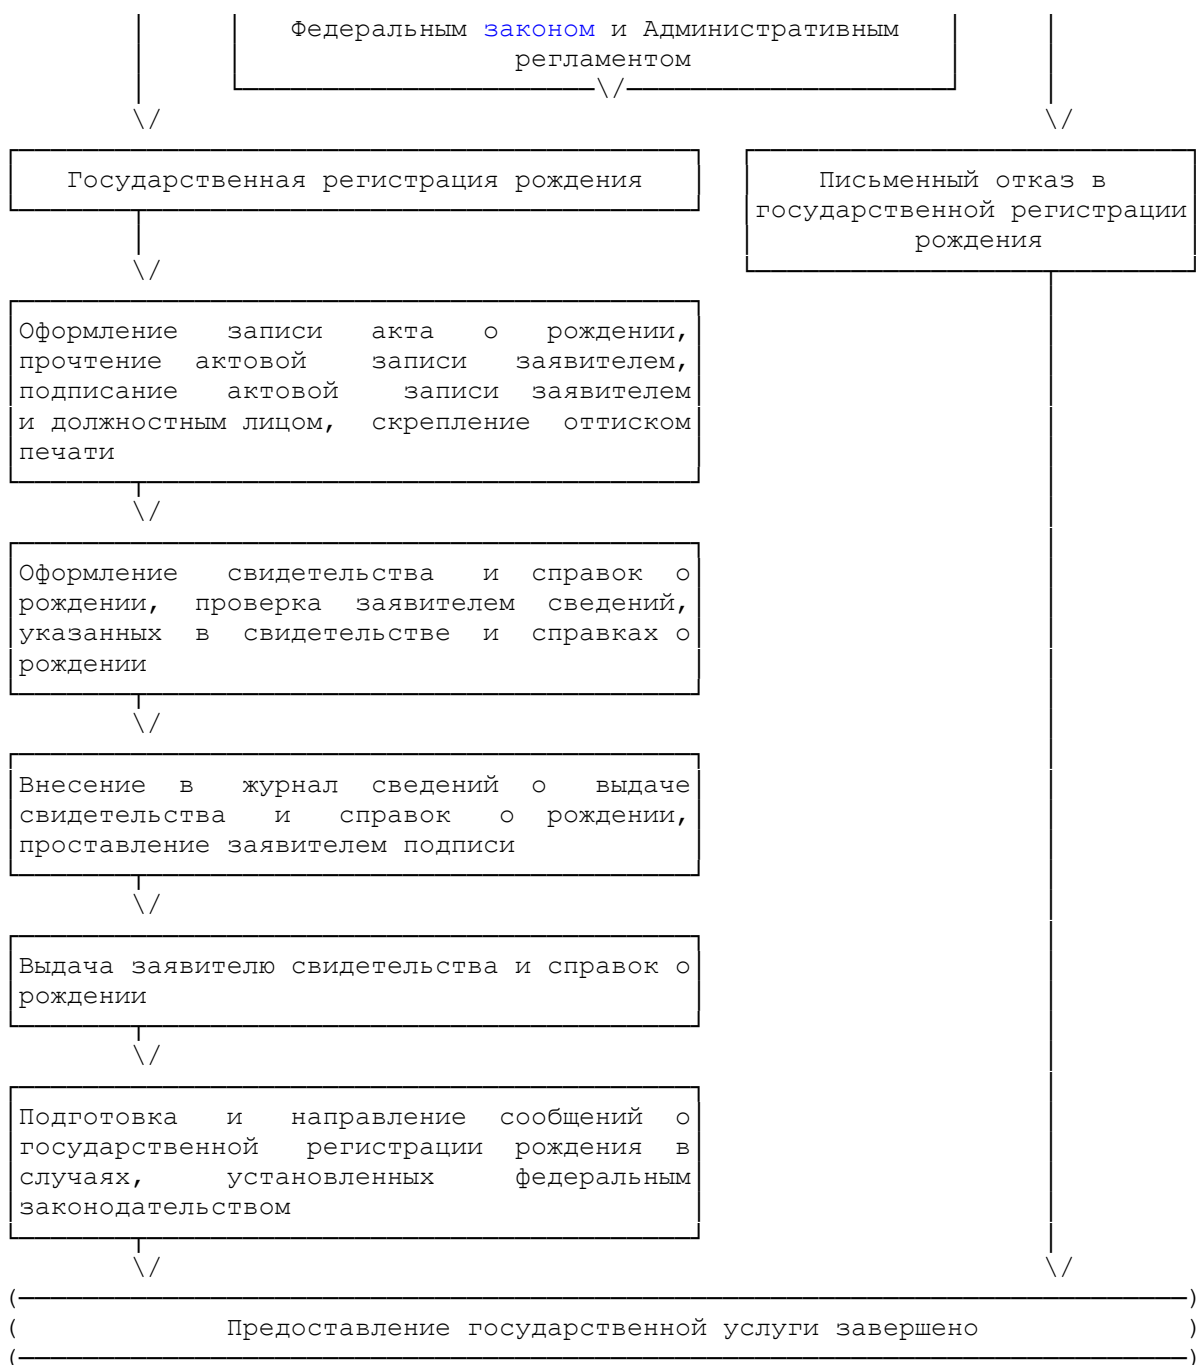 Федеральным законом и Административным
регламентом
Государственная регистрация рождения
Письменный отказ в
государственной регистрации
рождения
Оформление записи акта о рождении,
прочтение актовой записи заявителем,
подписание актовой записи заявителем
и должностным лицом, скрепление оттиском
печати
Оформление свидетельства и справок о
рождении, проверка заявителем сведений,
указанных в свидетельстве и справках о
рождении
Внесение в журнал сведений о выдаче
свидетельства и справок о рождении,
проставление заявителем подписи
Выдача заявителю свидетельства и справок о
рождении
Подготовка и направление сообщений о
государственной регистрации рождения в
случаях, установленных федеральным
законодательством
Предоставление государственной услуги завершено